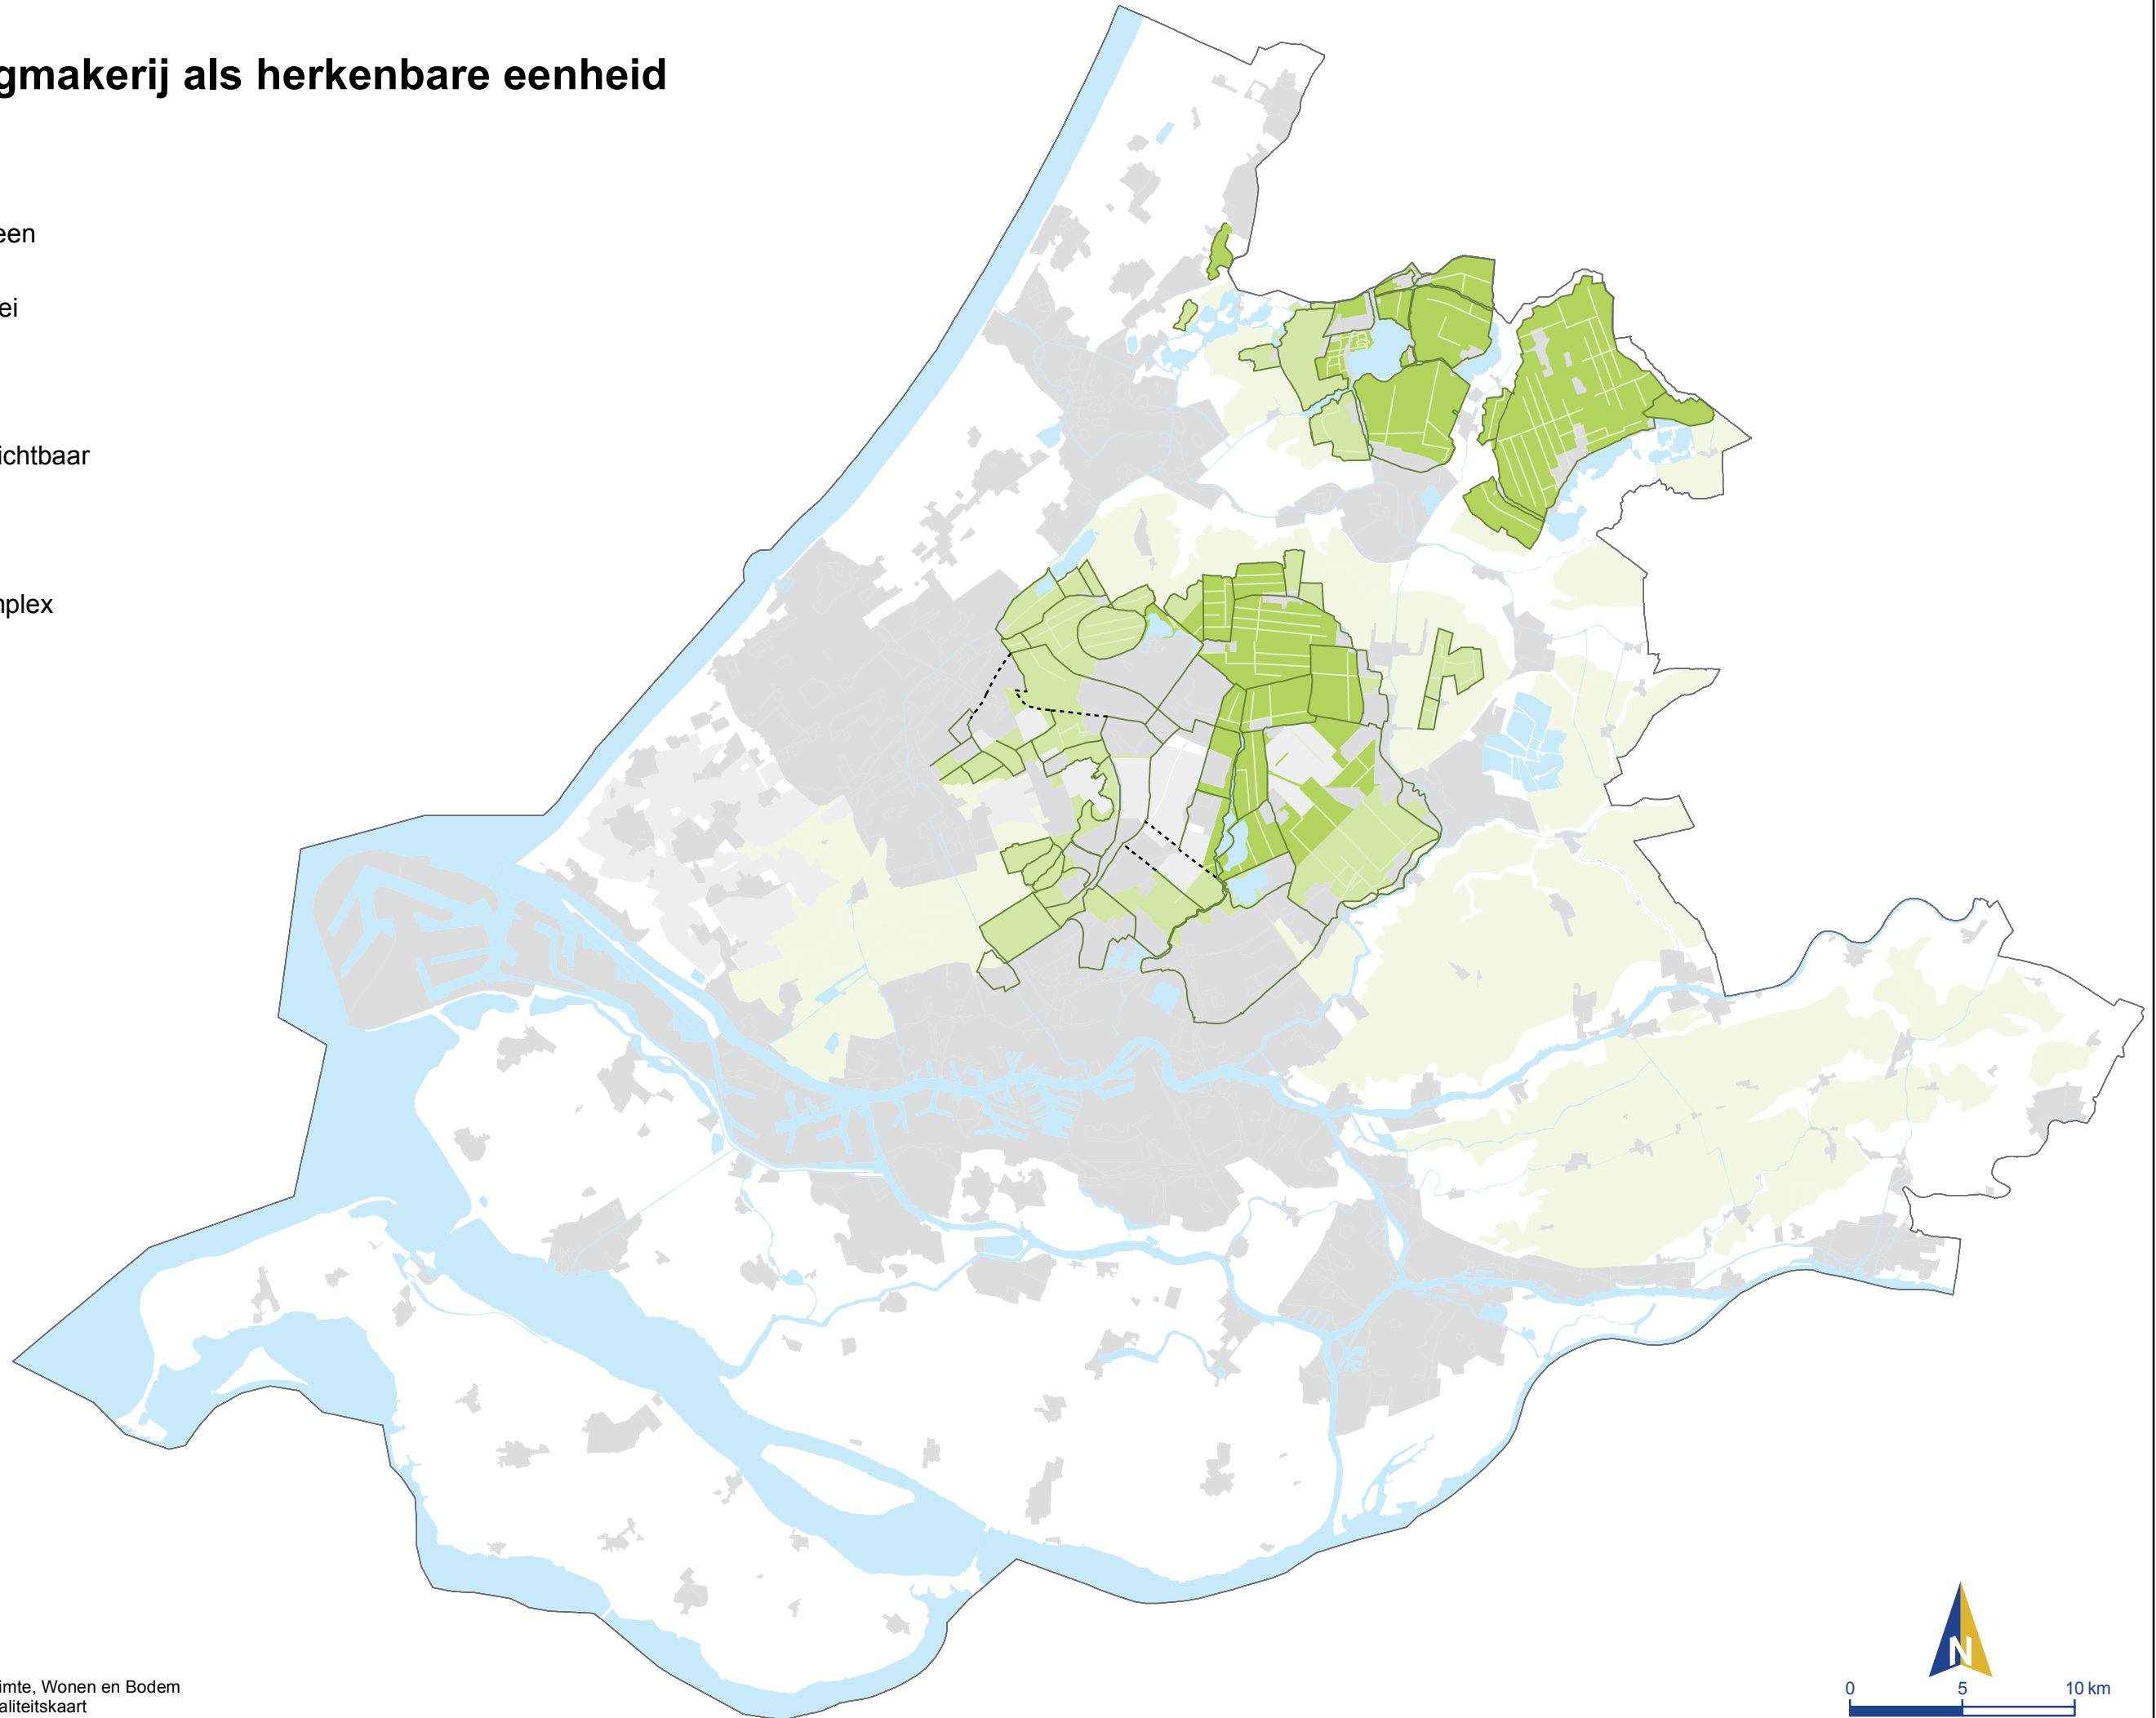 gmakerij als herkenbare eenheid
een
ei
ichtbaar
nplex
imte, Wonen en Bodem
aliteitskaart
N
0 5 10 km